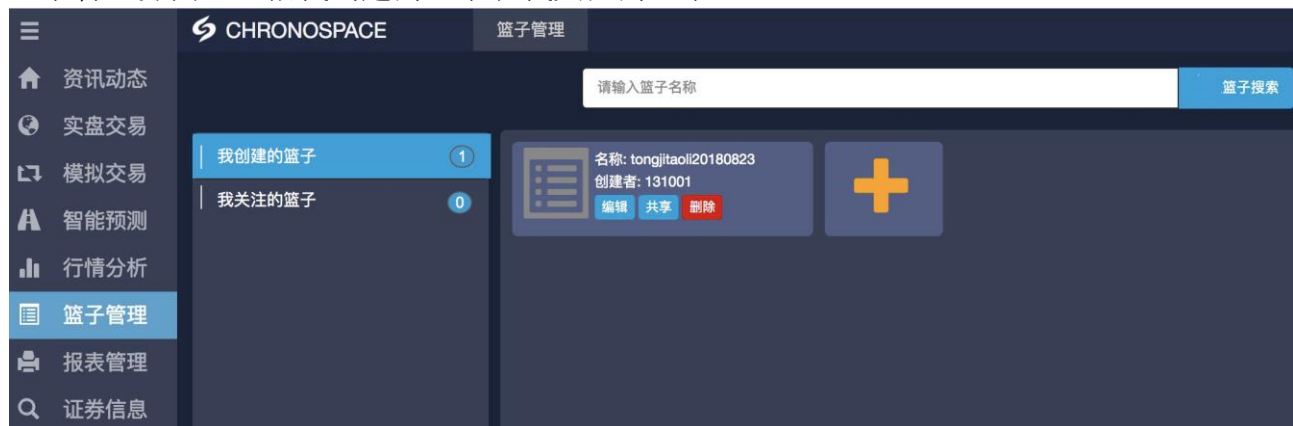 CHRONOSPACE
篮子管理
资讯动态
实盘交易
模拟交易
智能预测
行情分析
篮子管理
报表管理
证券信息
请输入篮子名称
篮子搜索
我创建的篮子 1
我关注的篮子 0
名称: tongjitaoli20180823
创建者: 131001
编辑 共享 删除